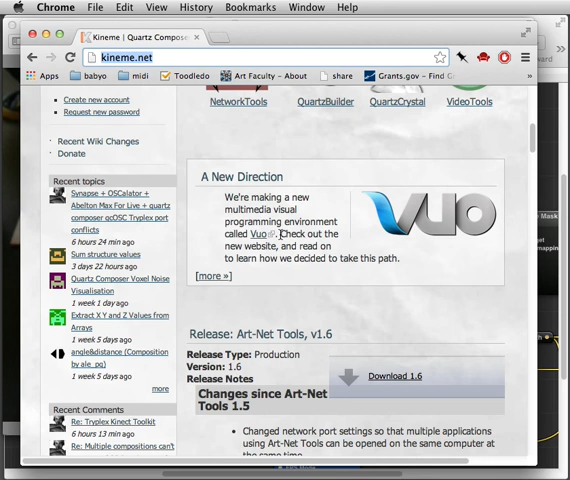 Chrome File Edit View History Bookmarks Window
Kineme | Quartz Compose
kineme.net
Apps babyo midi Toodledo Art Faculty – About share Grants.gov – Find G
NetworkTools QuartzBuilder QuartzCrystal VideoTools
Create new account
Request new password
Recent Wiki Changes
Donate
Recent topics
Synapse + OSCalator +
Abelton Max For Live + quartz
composer qcOSC Tryplex port
conflicts
6 hours 24 min ago
Sum structure values
3 days 22 hours ago
Quartz Composer Voxel Noise
Visualisation
1 week 1 day ago
Extract X Y and Z Values from
Arrays
1 week 5 days ago
angle&distance (Composition
by ale_pq)
1 week 5 days ago
more
Recent Comments
Re: Tryplex Kinect Toolkit
6 hours 13 min ago
Re: Multiple compositions can't
A New Direction
We're making a new
multimedia visual
programming environment
called Vuo. Check out the
new website, and read on
to learn how we decided to take this path.
[more »]
VUO
Release: Art-Net Tools, v1.6
Release Type: Production
Version: 1.6
Release Notes
Download 1.6
Changes since Art-Net
Tools 1.5
• Changed network port settings so that multiple applications
using Art-Net Tools can be opened on the same computer at
the same time.
Mask
get
mapping